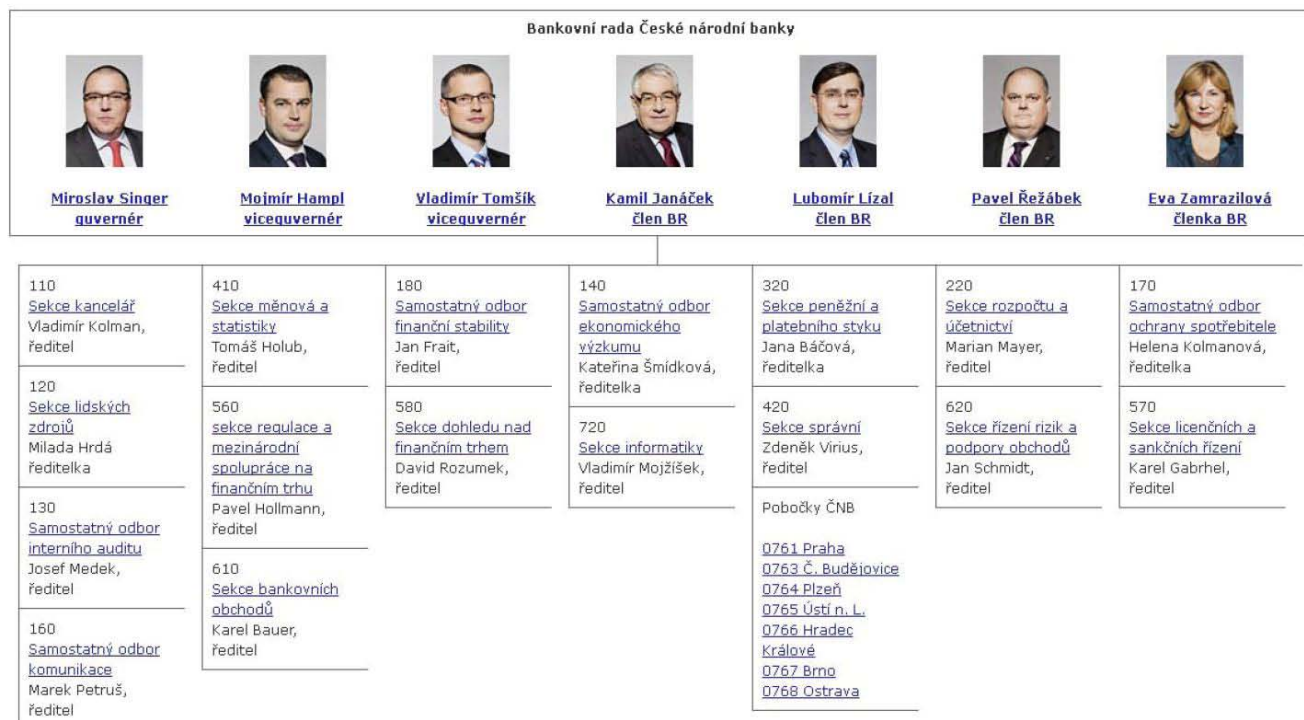 Bankovní rada České národní banky
Miroslav Singer
guvernér
Mojmír Hampl
viceguvernér
Vladimír Tomšík
viceguvernér
Kamil Janáček
člen BR
Lubomír Lízal
člen BR
Pavel Řežábek
člen BR
Eva Zamrazilová
členka BR
110
Sekce kancelář
Vladimír Kolman,
ředitel
120
Sekce lidských
zdrojů
Milada Hrdá
ředitelka
130
Samostatný odbor
interního auditu
Josef Medek,
ředitel
160
Samostatný odbor
komunikace
Marek Petruš,
ředitel
410
Sekce měnová a
statistiky
Tomáš Holub,
ředitel
560
sekce regulace a
mezinárodní
spolupráce na
finančním trhu
Pavel Hollmann,
ředitel
610
Sekce bankovních
obchodů
Karel Bauer,
ředitel
180
Samostatný odbor
finanční stability
Jan Frait,
ředitel
580
Sekce dohledu nad
finančním trhem
David Rozumek,
ředitel
140
Samostatný odbor
ekonomického
výzkumu
Kateřina Šmídková,
ředitelka
720
Sekce informatiky
Vladimír Mojžíšek,
ředitel
320
Sekce peněžní a
platebního styku
Jana Báčová,
ředitelka
420
Sekce správní
Zdeněk Virius,
ředitel
Pobočky ČNB
0761 Praha
0763 Č. Budějovice
0764 Plzeň
0765 Ústí n. L.
0766 Hradec
Králové
0767 Brno
0768 Ostrava
220
Sekce rozpočtu a
účetnictví
Marian Mayer,
ředitel
620
Sekce řízení rizik a
podpory obchodů
Jan Schmidt,
ředitel
170
Samostatný odbor
ochrany spotřebitele
Helena Kolmanová,
ředitelka
570
Sekce licenčních a
sankčních řízení
Karel Gabrhel,
ředitel